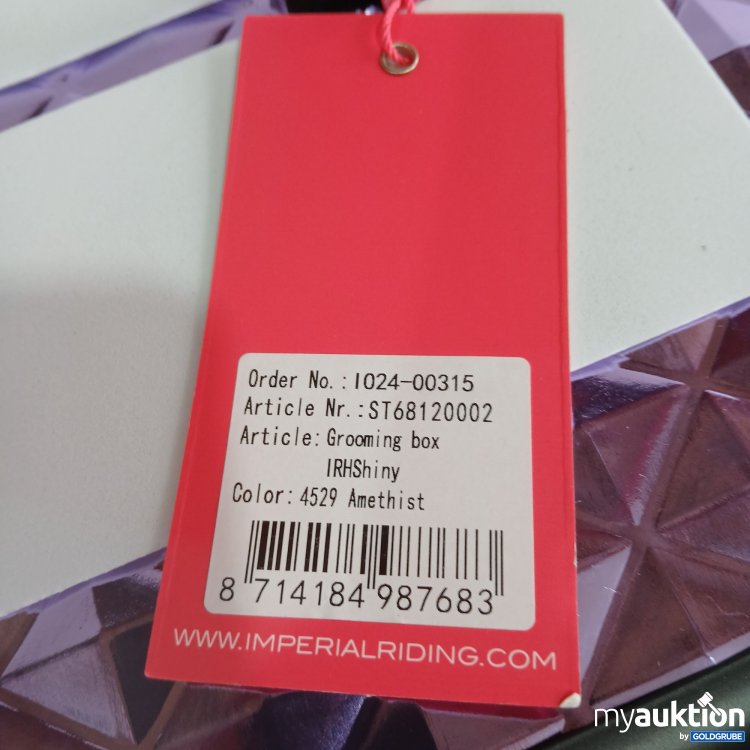 Order No.:IO24-00315
Article Nr.:ST68120002
Article:Grooming box
IRHShiny
Color:4529 Amethist
8 714184 987683
WWW.IMPERIALRIDING.COM
myauktion
by GOLDGRUBE